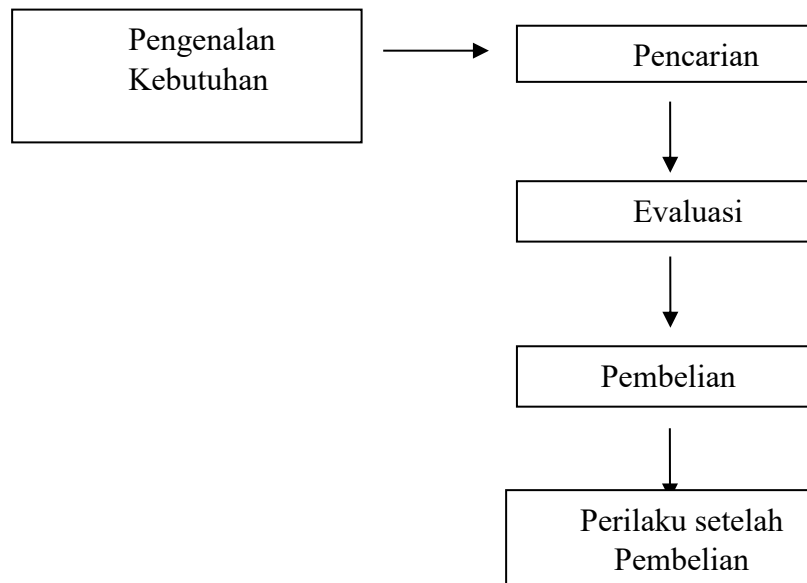 Pengenalan
Kebutuhan
Pencarian
Evaluasi
Pembelian
Perilaku setelah
Pembelian